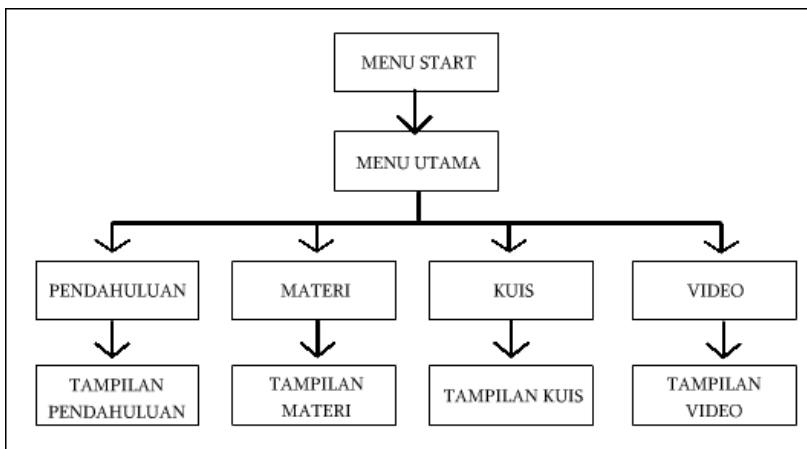 MENU START
MENU UTAMA
PENDAHULUAN
MATERI
KUIS
VIDEO
TAMPILAN
PENDAHULUAN
TAMPILAN
MATERI
TAMPILAN KUIS
TAMPILAN
VIDEO